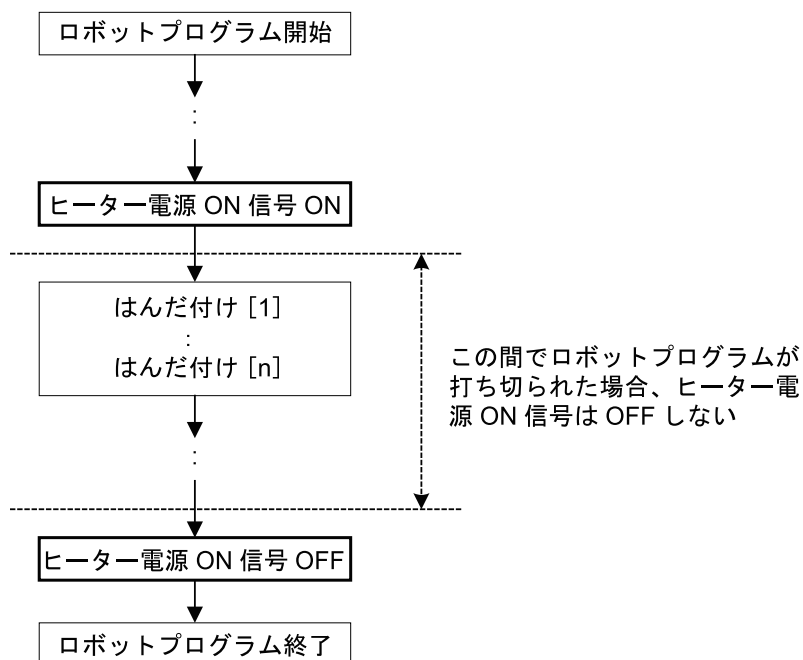 ロボットプログラム開始
:
ヒーター電源 ON 信号 ON
はんだ付け [1]
:
はんだ付け [n]
この間でロボットプログラムが
打ち切られた場合、ヒーター電
源 ON 信号は OFF しない
:
ヒーター電源 ON 信号 OFF
ロボットプログラム終了